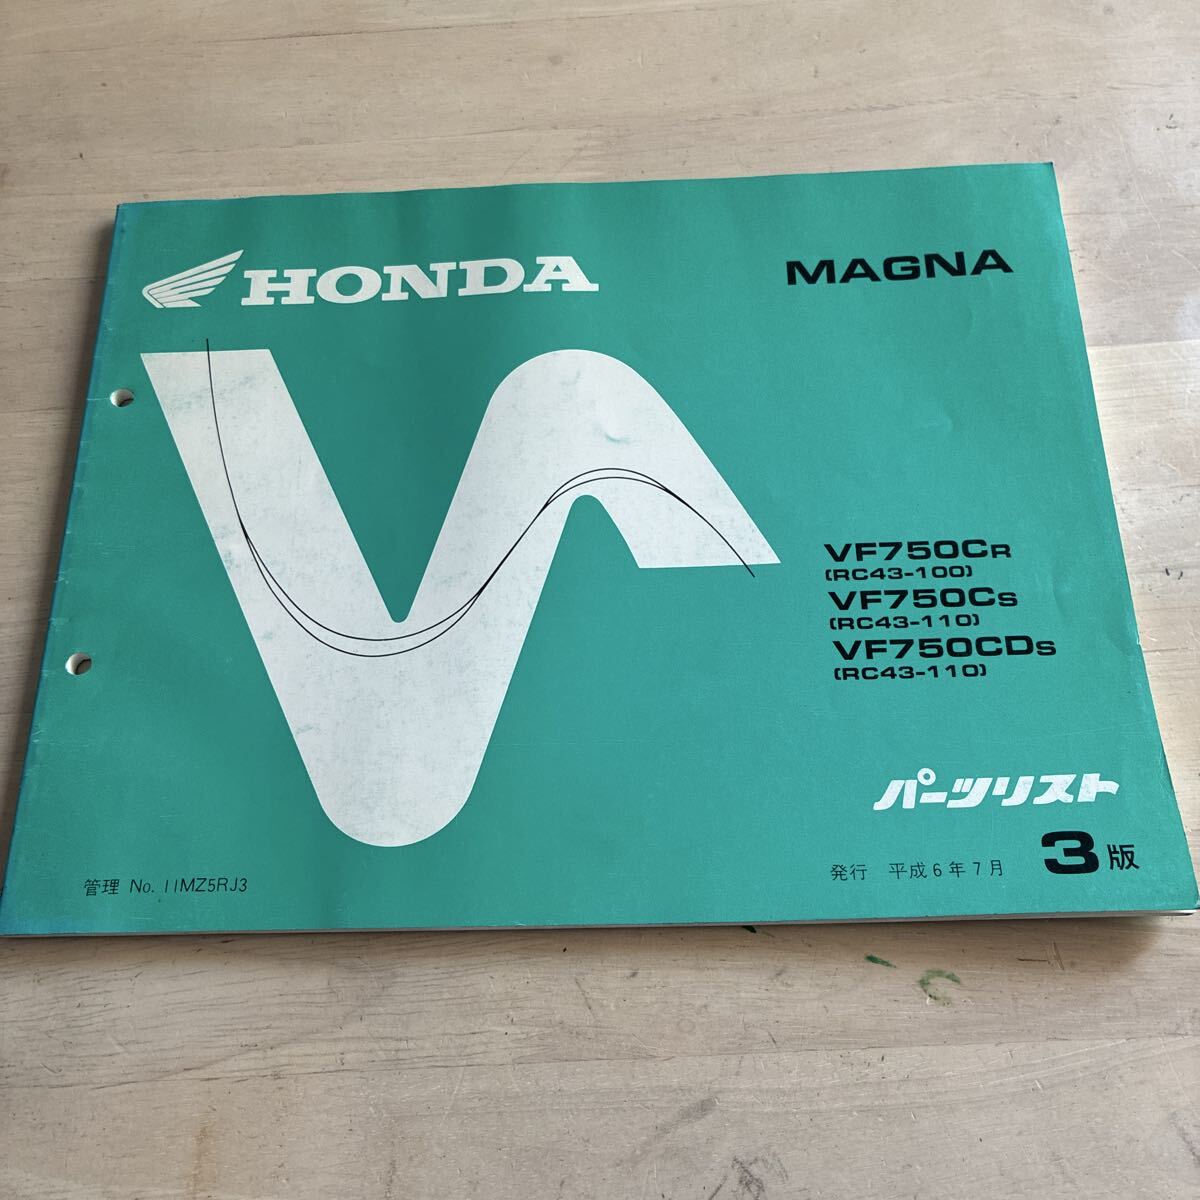 HONDA
MAGNA
VF750CR
(RC43-100)
VF750CS
(RC43-110)
VF750CDS
(RC43-110)
パーツリスト
3版
発行 平成6年7月
管理 No. 11MZ5RJ3